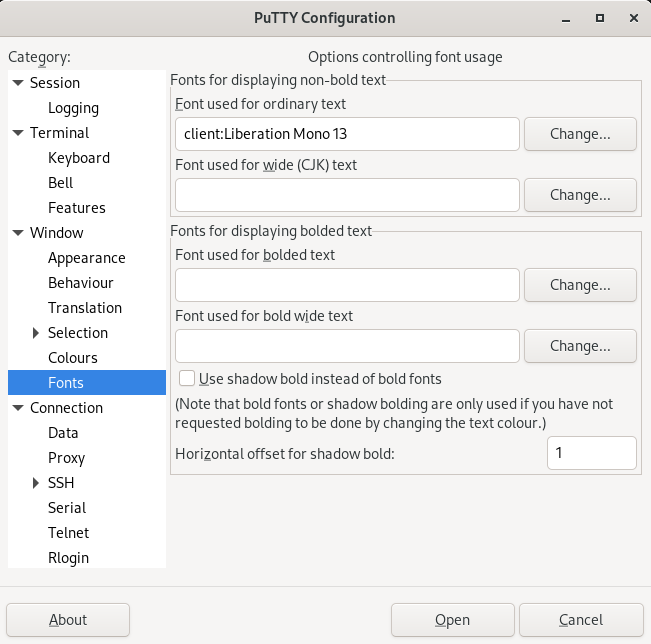 PuTTY Configuration
Category:
Session
Logging
Terminal
Keyboard
Bell
Features
Window
Appearance
Behaviour
Translation
Selection
Colours
Fonts
Connection
Data
Proxy
SSH
Serial
Telnet
Rlogin
Options controlling font usage
Fonts for displaying non-bold text
Font used for ordinary text
client:Liberation Mono 13
Change...
Font used for wide (CJK) text
Change...
Fonts for displaying bolded text
Font used for bolded text
Change...
Font used for bold wide text
Change...
Use shadow bold instead of bold fonts
(Note that bold fonts or shadow bolding are only used if you have not
requested bolding to be done by changing the text colour.)
Horizontal offset for shadow bold:
1
About
Open
Cancel